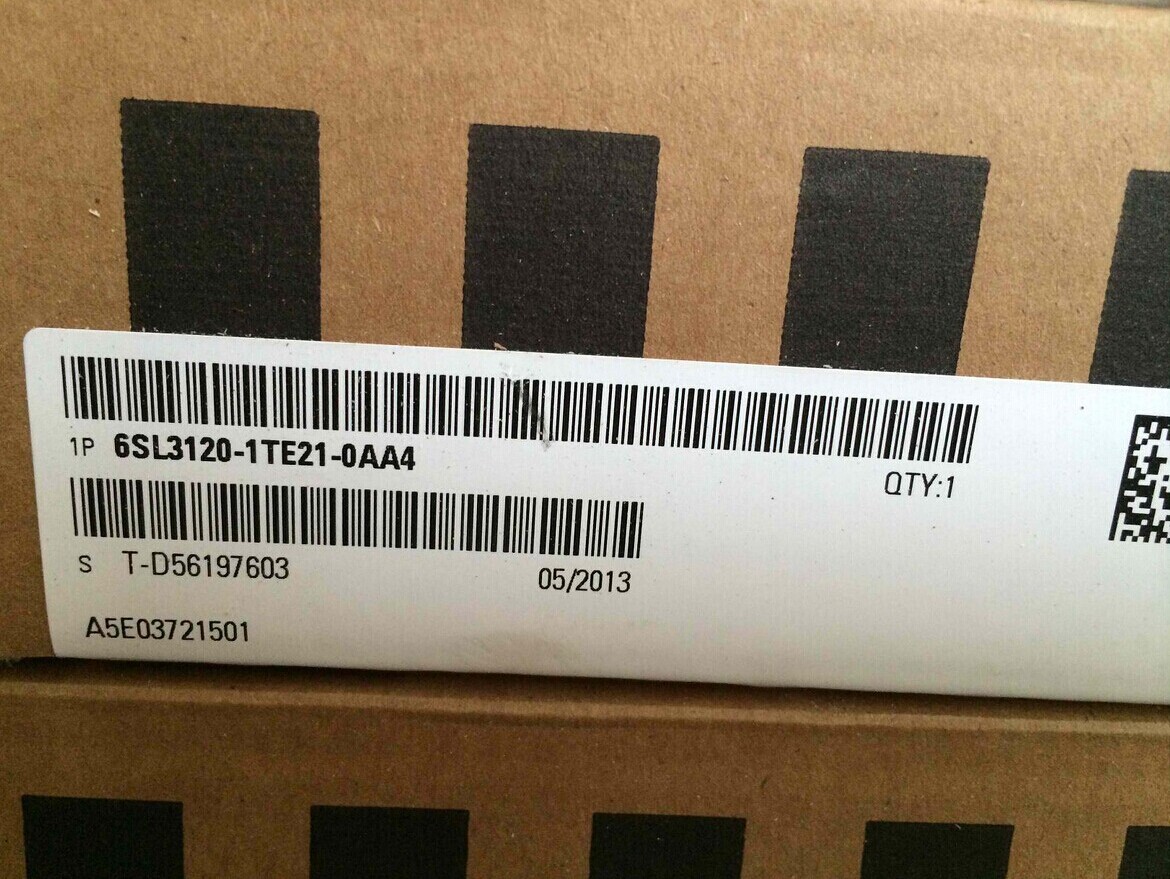 1P 6SL3120-1TE21-0AA4
QTY:1
S T-D56197603 05/2013
A5E03721501